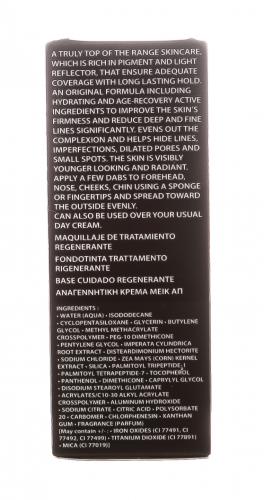 A TRULY TOP OF THE RANGE SKINCARE,
WHICH IS RICH IN PIGMENT AND LIGHT
REFLECTOR, THAT ENSURE ADEQUATE
COVERAGE WITH LONG LASTING HOLD.
AN ORIGINAL FORMULA INCLUDING
HYDRATING AND AGE-RECOVERY ACTIVE
INGREDIENTS TO IMPROVE THE SKIN'S
FIRMNESS AND REDUCE DEEP AND FINE
LINES SIGNIFICANTLY. EVENS OUT THE
COMPLEXION AND HELPS HIDE LINES,
IMPERFECTIONS, DILATED PORES AND
SMALL SPOTS. THE SKIN IS VISIBLY
YOUNGER LOOKING AND RADIANT.
APPLY A FEW DABS TO FOREHEAD,
NOSE, CHEEKS, CHIN USING A SPONGE
OR FINGERTIPS AND SPREAD TOWARD
THE OUTSIDE EVENLY.
CAN ALSO BE USED OVER YOUR USUAL
DAY CREAM.
MAQUILLAJE DE TRATAMIENTO
REGENERANTE
FONDOTINTA TRATTAMENTO
RIGENERANTE
BASE CUIDADO REGENERANTE
ΑΝΑΓΕΝΝΗΤΙΚΗ ΚΡΕΜΑ ΜΕΙΚ ΑΠ
INGREDIENTS :
• WATER (AQUA) • ISODODECANE
• CYCLOPENTASILOXANE • GLYCERIN • BUTYLENE
GLYCOL • METHYL METHACRYLATE
CROSSPOLYMER • PEG-10 DIMETHICONE
• PENTYLENE GLYCOL • IMPERATA CYLINDRICA
ROOT EXTRACT • DISTEARDIMONIUM HECTORITE
• SODIUM CHLORIDE • ZEA MAYS (CORN) KERNEL
EXTRACT • SILICA • PALMITOYL TRIPEPTIDE-1
• PALMITOYL TETRAPEPTIDE-7 • TOCOPHEROL
• PANTHENOL • DIMETHICONE • CAPRYLYL GLYCOL
• DISODIUM STEAROYL GLUTAMATE
• ACRYLATES/C10-30 ALKYL ACRYLATE
CROSSPOLYMER • ALUMINUM HYDROXIDE
• SODIUM CITRATE • CITRIC ACID • POLYSORBATE
20 • CARBOMER • CHLORPHENESIN • XANTHAN
GUM • FRAGRANCE (PARFUM)
[May contain +/- : • IRON OXIDES (CI 77491, CI
77492, CI 77499) • TITANIUM DIOXIDE (CI 77891)
• MICA (CI 77019)]